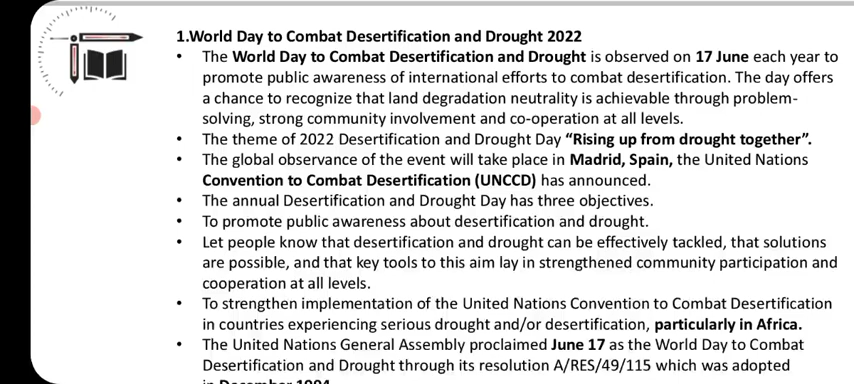 1.World Day to Combat Desertification and Drought 2022
• The World Day to Combat Desertification and Drought is observed on 17 June each year to
promote public awareness of international efforts to combat desertification. The day offers
a chance to recognize that land degradation neutrality is achievable through problem-
solving, strong community involvement and co-operation at all levels.
• The theme of 2022 Desertification and Drought Day “Rising up from drought together”.
• The global observance of the event will take place in Madrid, Spain, the United Nations
Convention to Combat Desertification (UNCCD) has announced.
• The annual Desertification and Drought Day has three objectives.
• To promote public awareness about desertification and drought.
• Let people know that desertification and drought can be effectively tackled, that solutions
are possible, and that key tools to this aim lay in strengthened community participation and
cooperation at all levels.
• To strengthen implementation of the United Nations Convention to Combat Desertification
in countries experiencing serious drought and/or desertification, particularly in Africa.
• The United Nations General Assembly proclaimed June 17 as the World Day to Combat
Desertification and Drought through its resolution A/RES/49/115 which was adopted
in December 1994